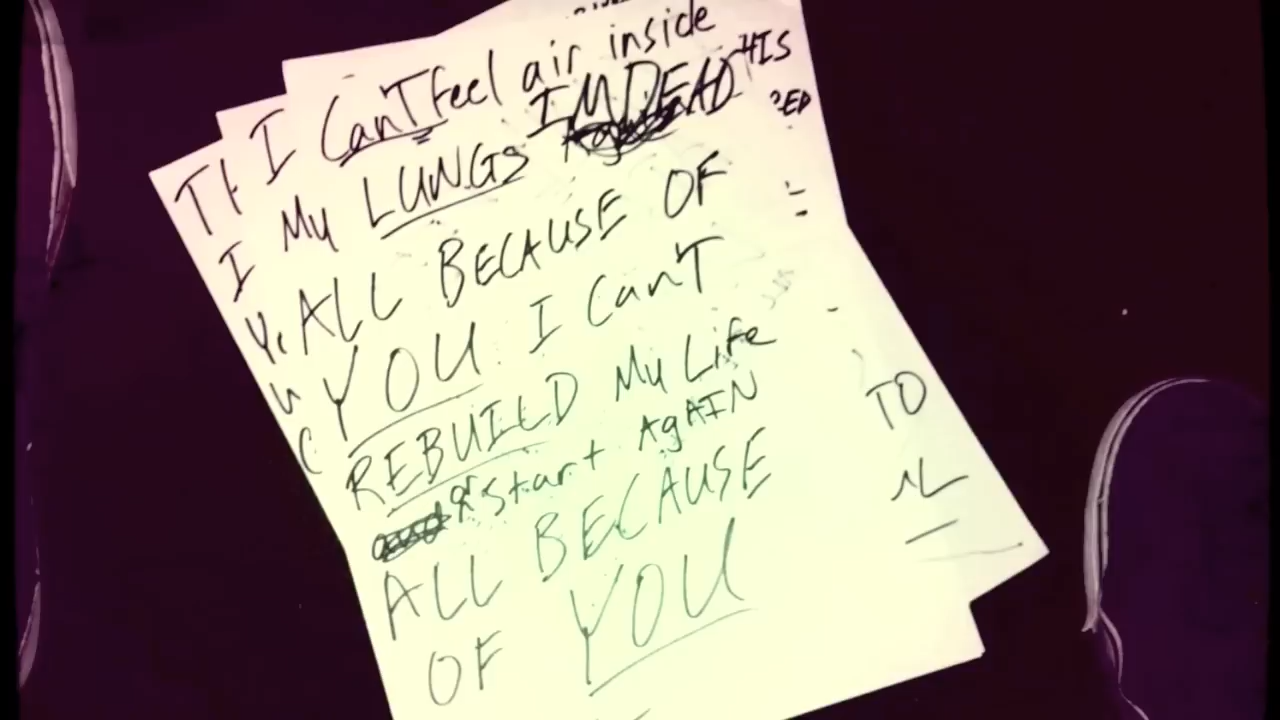 I CanT feel air inside
My LUNGS IM DEAD
ALL BECAUSE OF
YOU I CanT
REBUILD My Life
or Start AgAIN
ALL BECAUSE
OF YOU
TO